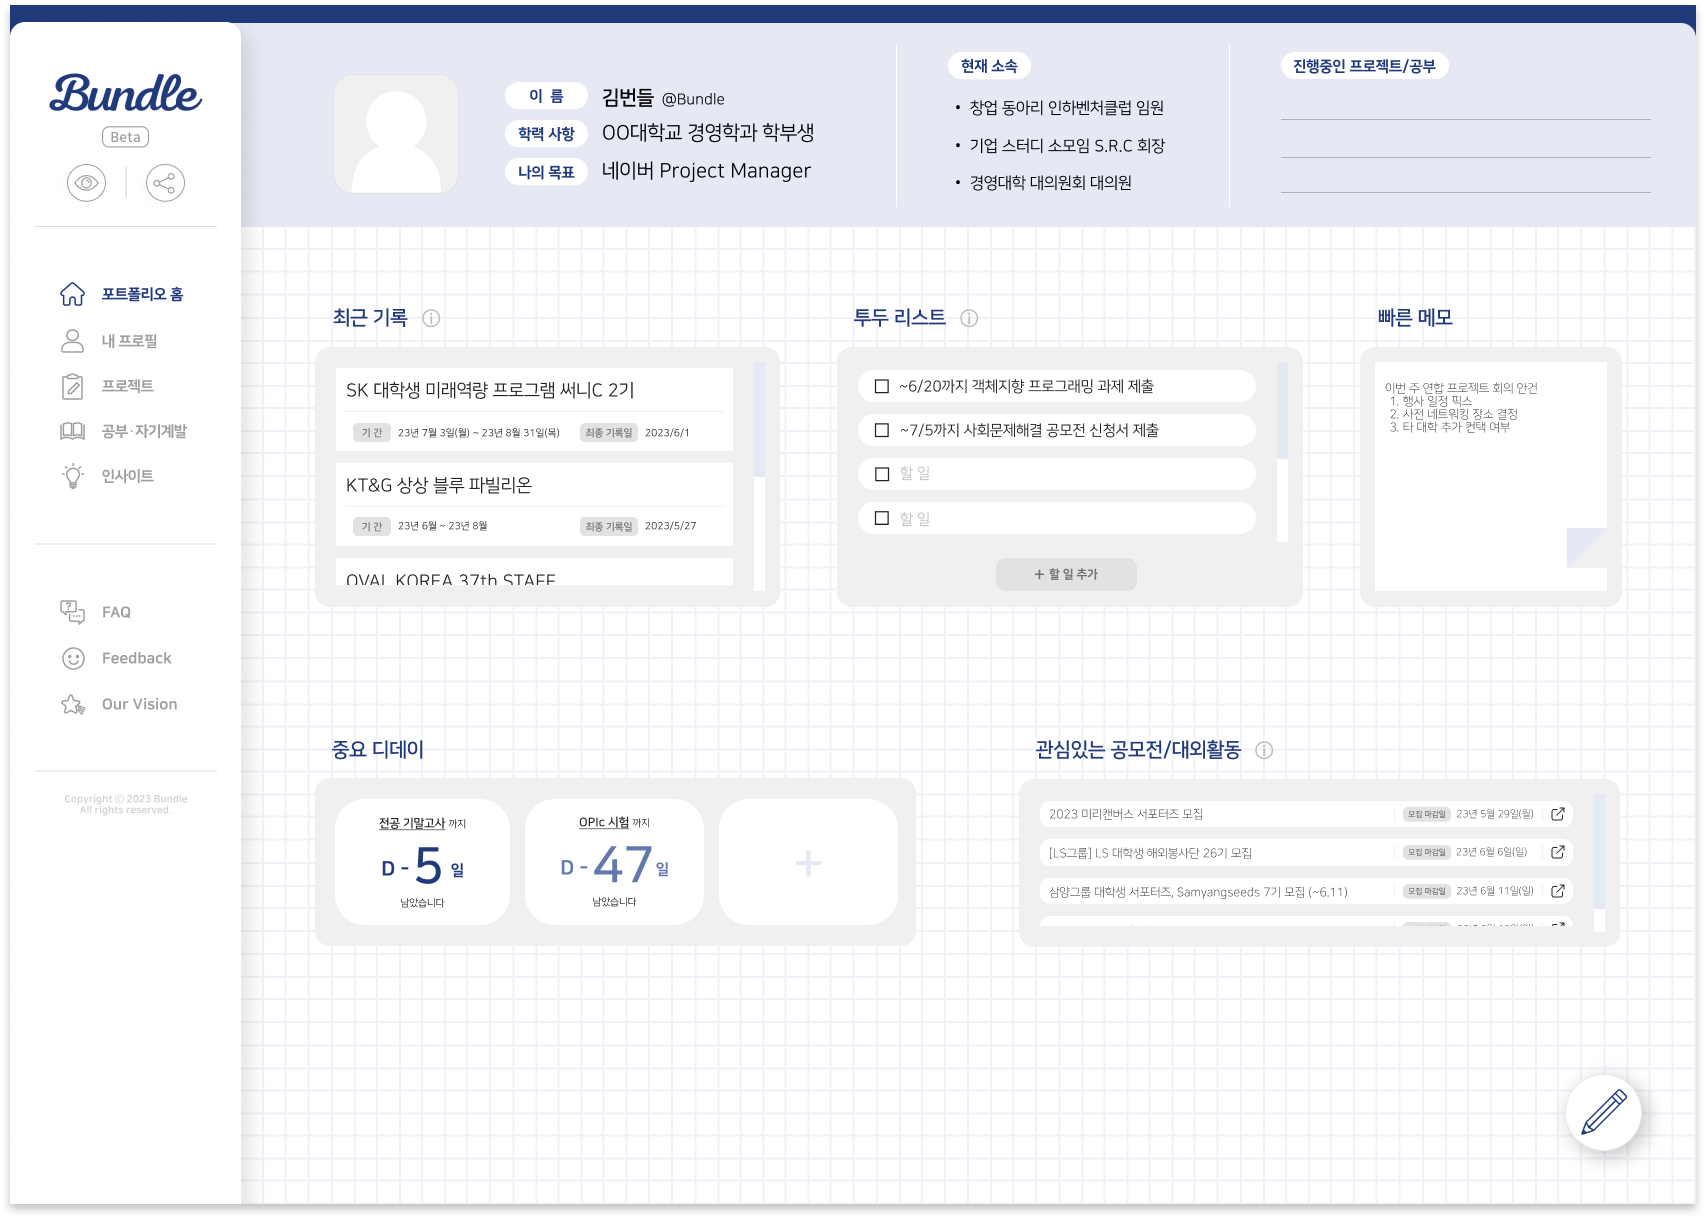 Bundle
Beta
포트폴리오 홈
내 프로필
프로젝트
공부·자기계발
인사이트
FAQ
Feedback
Our Vision
Copyright ⓒ 2023 Bundle
All rights reserved.
이 름 김번들 @Bundle
학력 사항 OO대학교 경영학과 학부생
나의 목표 네이버 Project Manager
현재 소속
• 창업 동아리 인하벤처클럽 임원
• 기업 스터디 소모임 S.R.C 회장
• 경영대학 대의원회 대의원
진행중인 프로젝트/공부
최근 기록
SK 대학생 미래역량 프로그램 써니C 2기
기 간 23년 7월 3일(월) ~ 23년 8월 31일(목) 최종 기록일 2023/6/1
KT&G 상상 블루 파빌리온
기 간 23년 6월 ~ 23년 8월 최종 기록일 2023/5/27
OVAL KOREA 37th STAFF
투두 리스트
~6/20까지 객체지향 프로그래밍 과제 제출
~7/5까지 사회문제해결 공모전 신청서 제출
할 일
할 일
+ 할 일 추가
빠른 메모
이번 주 연합 프로젝트 회의 안건
1. 행사 일정 픽스
2. 사전 네트워킹 장소 결정
3. 타 대학 추가 컨택 여부
중요 디데이
전공 기말고사 까지
D - 5 일
남았습니다
OPIc 시험 까지
D - 47 일
남았습니다
+
관심있는 공모전/대외활동
2023 미리캔버스 서포터즈 모집 모집 마감일 23년 5월 29일(월)
[LS그룹] LS 대학생 해외봉사단 26기 모집 모집 마감일 23년 6월 6일(일)
삼양그룹 대학생 서포터즈, Samyangseeds 7기 모집 (~6.11) 모집 마감일 23년 6월 11일(일)